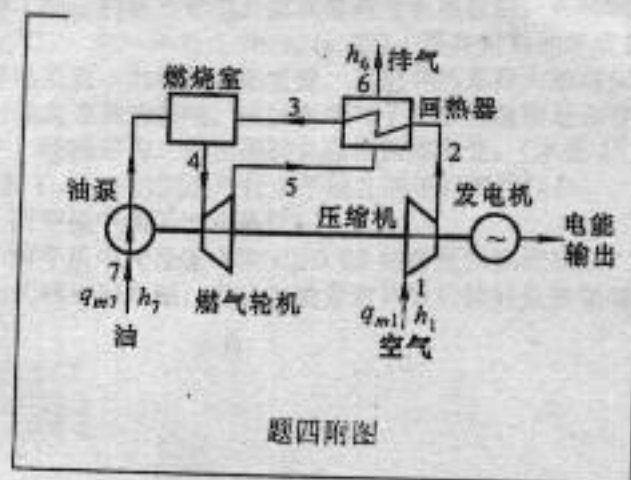 h₆ 6 排气
燃烧室
3
回热器
4
5
2
油泵
压缩机
发电机
~
电能
输出
7
qₘ₇ h₇
油
燃气轮机
1
qₘ₁ h₁
空气
题四附图